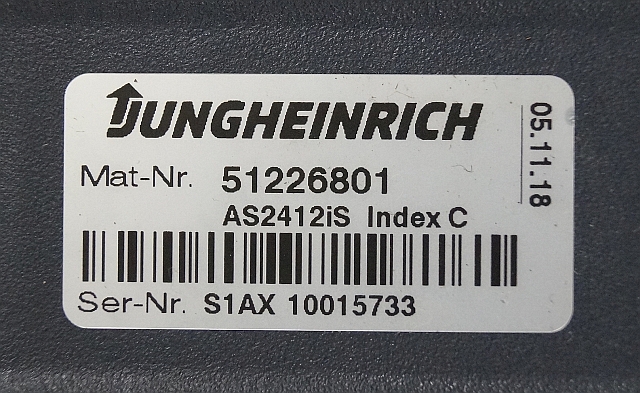 JUNGHEINRICH
Mat-Nr. 51226801
AS2412iS Index C
Ser-Nr. S1AX 10015733
05.11.18